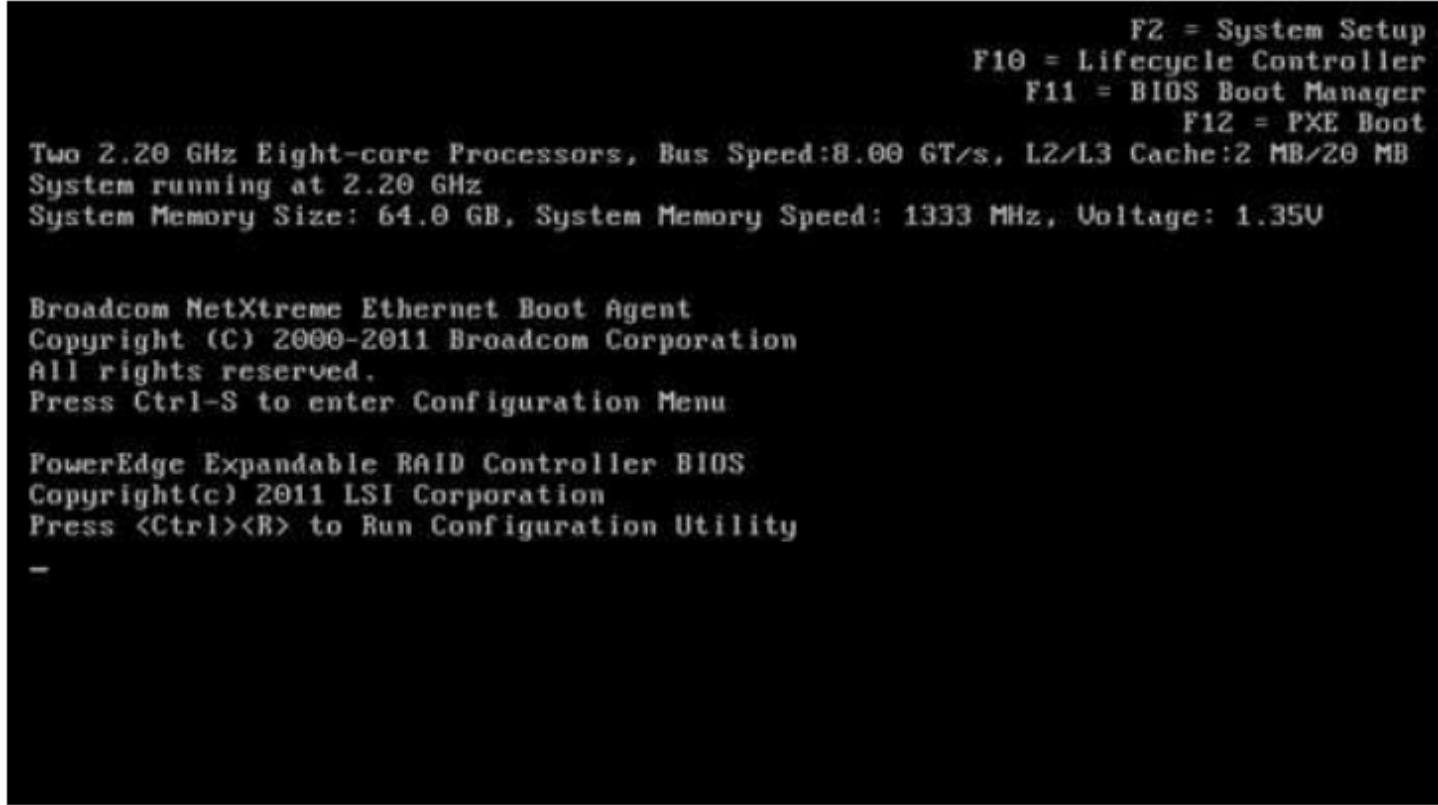 F2 = System Setup
F10 = Lifecycle Controller
F11 = BIOS Boot Manager
F12 = PXE Boot
Two 2.20 GHz Eight-core Processors, Bus Speed:8.00 GT/s, L2/L3 Cache:2 MB/20 MB
System running at 2.20 GHz
System Memory Size: 64.0 GB, System Memory Speed: 1333 MHz, Voltage: 1.35V
Broadcom NetXtreme Ethernet Boot Agent
Copyright (C) 2000-2011 Broadcom Corporation
All rights reserved.
Press Ctrl-S to enter Configuration Menu
PowerEdge Expandable RAID Controller BIOS
Copyright(c) 2011 LSI Corporation
Press <Ctrl><R> to Run Configuration Utility